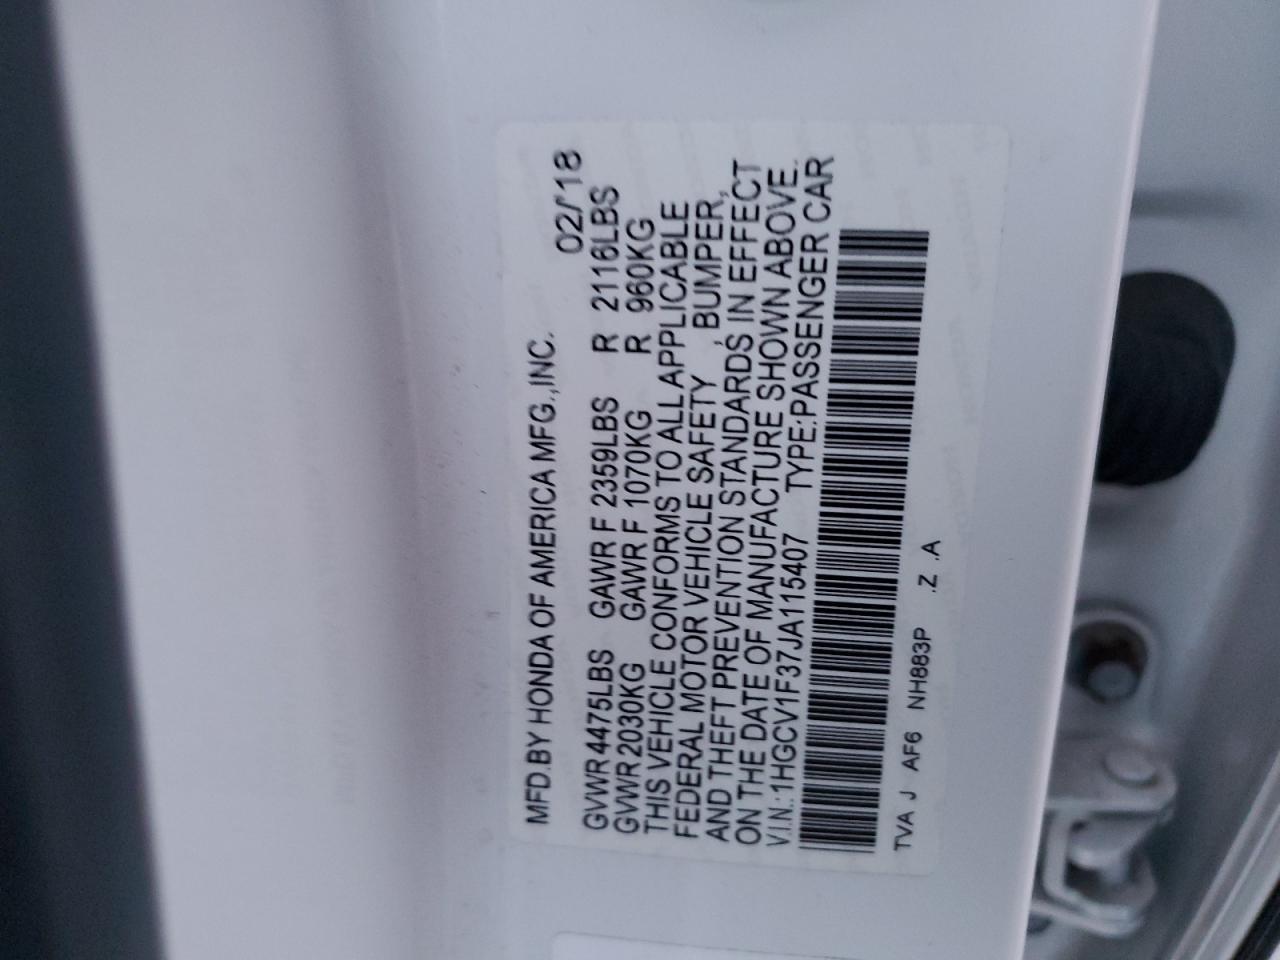 MFD.BY HONDA OF AMERICA MFG.,INC.
02/'18
GVWR 4475LBS GAWR F 2359LBS R 2116LBS
GVWR 2030KG GAWR F 1070KG R 960KG
THIS VEHICLE CONFORMS TO ALL APPLICABLE
FEDERAL MOTOR VEHICLE SAFETY , BUMPER,
AND THEFT PREVENTION STANDARDS IN EFFECT
ON THE DATE OF MANUFACTURE SHOWN ABOVE.
V.I.N.: 1HGCV1F37JA115407 TYPE:PASSENGER CAR
TVA J AF6 NH883P .Z .A